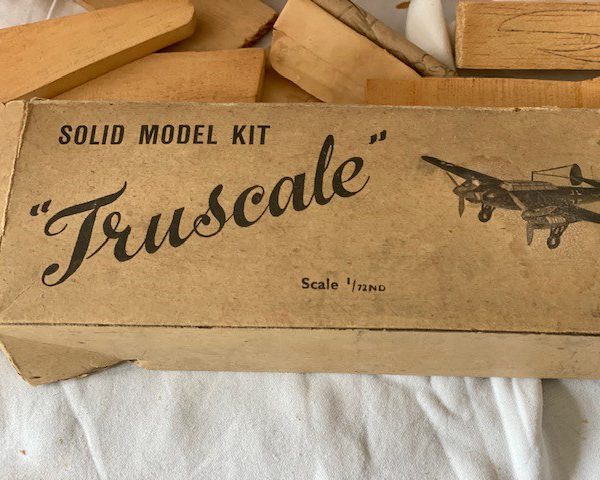 SOLID MODEL KIT
"Truscale"
Scale 1/72ND